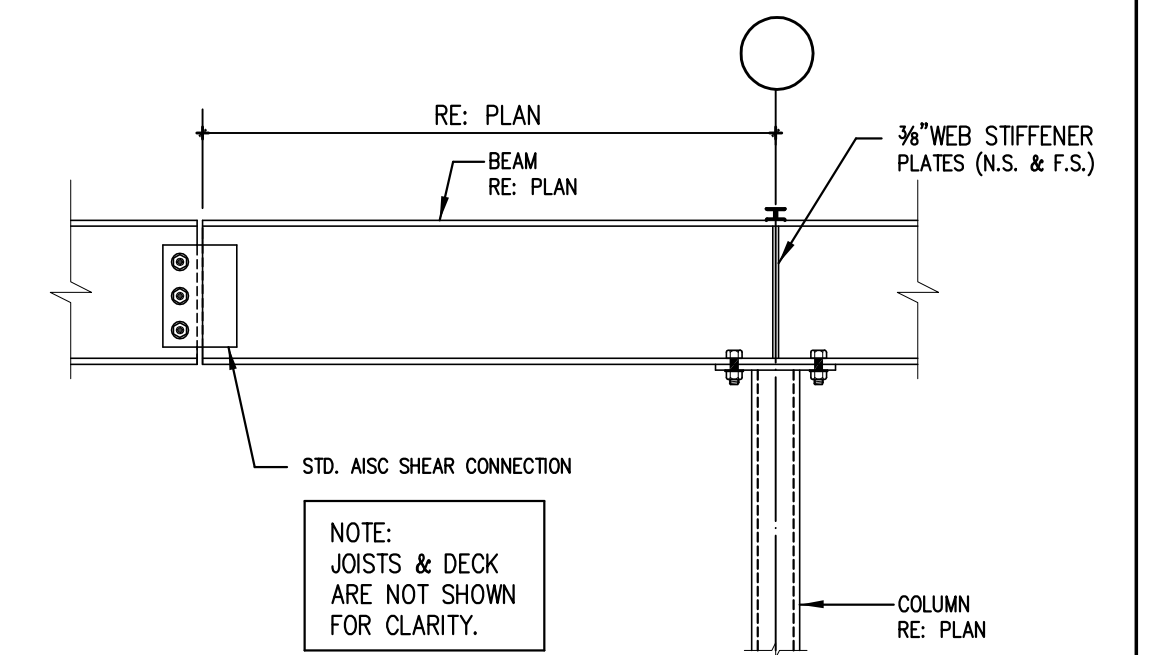 RE: PLAN
⅜"WEB STIFFENER
PLATES (N.S. & F.S.)
BEAM
RE: PLAN
STD. AISC SHEAR CONNECTION
NOTE:
JOISTS & DECK
ARE NOT SHOWN
FOR CLARITY.
COLUMN
RE: PLAN